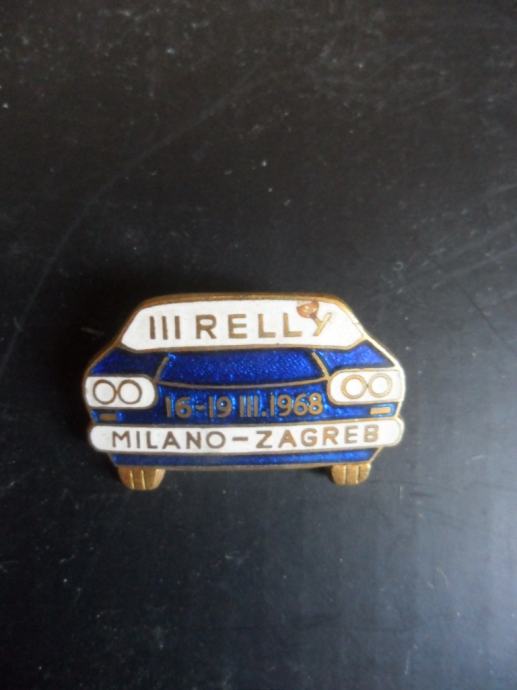 III RELLY
16-19 III.1968
MILANO-ZAGREB